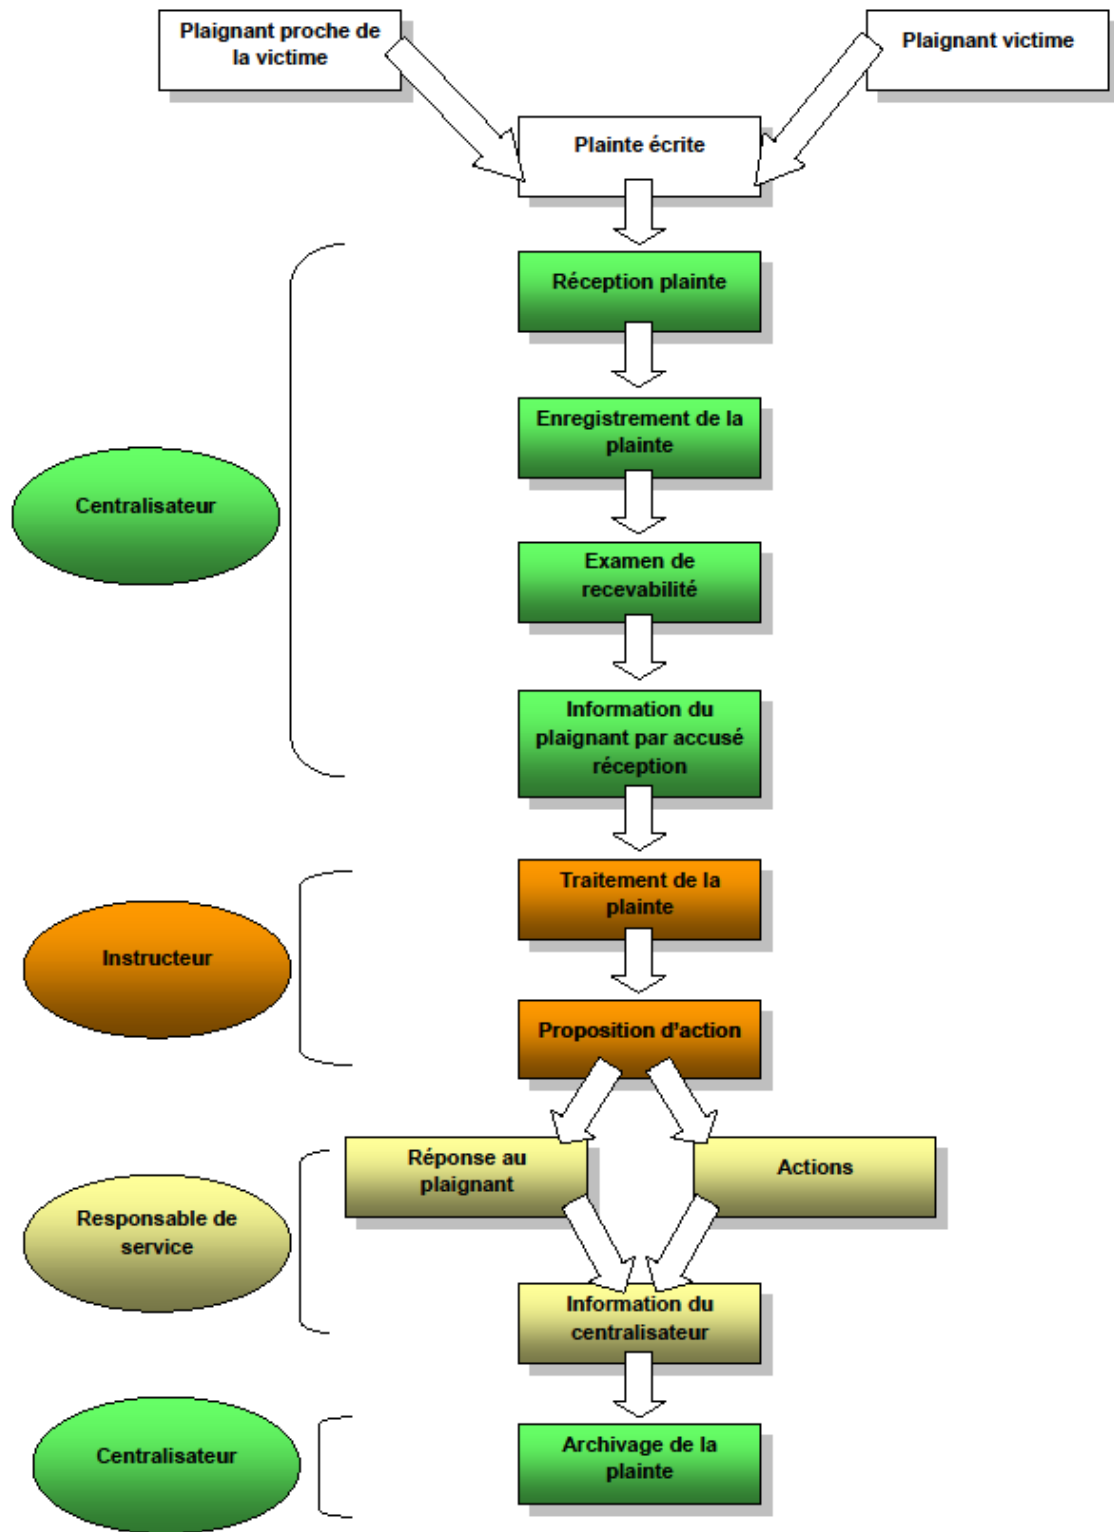 Plaignant proche de
la victime
Plaignant victime
Plainte écrite
Réception plainte
Enregistrement de la
plainte
Centralisateur
Examen de
recevabilité
Information du
plaignant par accusé
réception
Traitement de la
plainte
Instructeur
Proposition d'action
Réponse au
plaignant
Actions
Responsable de
service
Information du
centralisateur
Centralisateur
Archivage de la
plainte